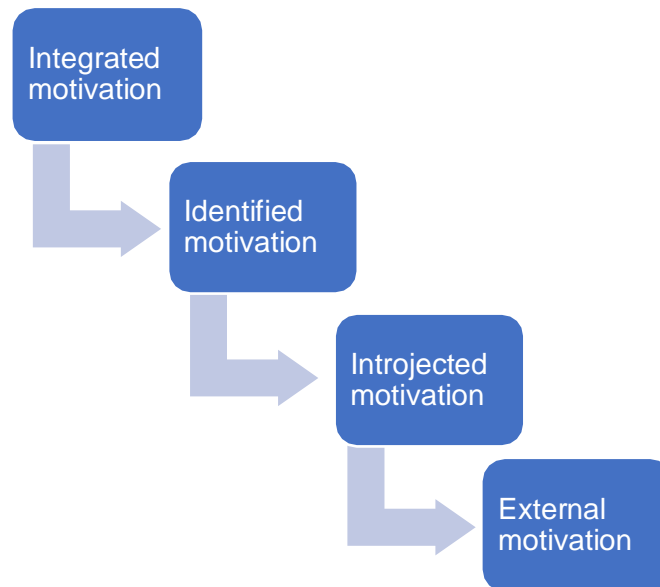 Integrated
motivation
Identified
motivation
Introjected
motivation
External
motivation